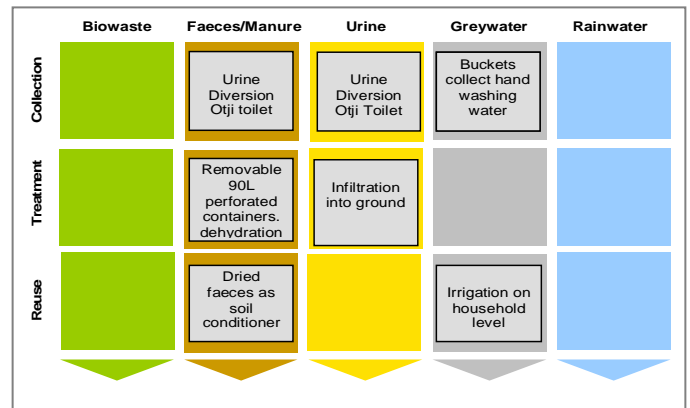 Biowaste
Faeces/Manure
Urine
Greywater
Rainwater
Collection
Urine
Diversion
Otji toilet
Urine
Diversion
Otji Toilet
Buckets
collect hand
washing
water
Treatment
Removable
90L
perforated
containers.
dehydration
Infiltration
into ground
Reuse
Dried
faeces as
soil
conditioner
Irrigation on
household
level